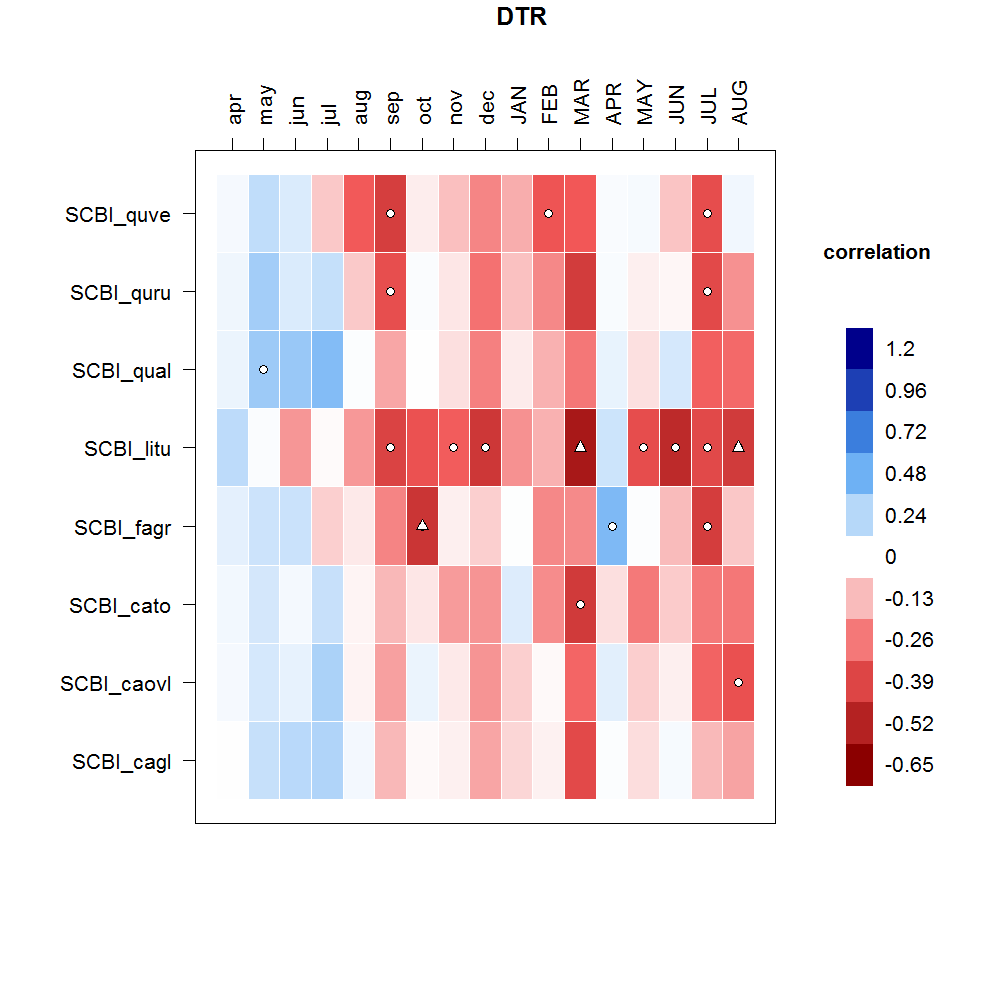 DTR
apr may jun jul aug sep oct nov dec JAN FEB MAR APR MAY JUN JUL AUG
SCBI_quve
SCBI_quru
SCBI_qual
SCBI_litu
SCBI_fagr
SCBI_cato
SCBI_caovl
SCBI_cagl
correlation
1.2
0.96
0.72
0.48
0.24
0
-0.13
-0.26
-0.39
-0.52
-0.65